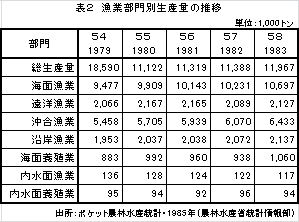 表2 漁業部門別生産量の推移
単位:1,000トン
部門 54 55 56 57 58
1979 1980 1981 1982 1983
総生産量 18,590 11,122 11,319 11,388 11,967
海面漁業 9,477 9,909 10,143 10,231 10,697
遠洋漁業 2,066 2,167 2,165 2,089 2,127
沖合漁業 5,458 5,705 5,939 6,070 6,433
沿岸漁業 1,953 2,037 2,038 2,072 2,137
海面養殖業 883 992 960 938 1,060
内水面漁業 136 128 124 122 117
内水面養殖業 95 94 92 96 94
出所:ポケット農林水産統計・1985年(農林水産省統計情報部)